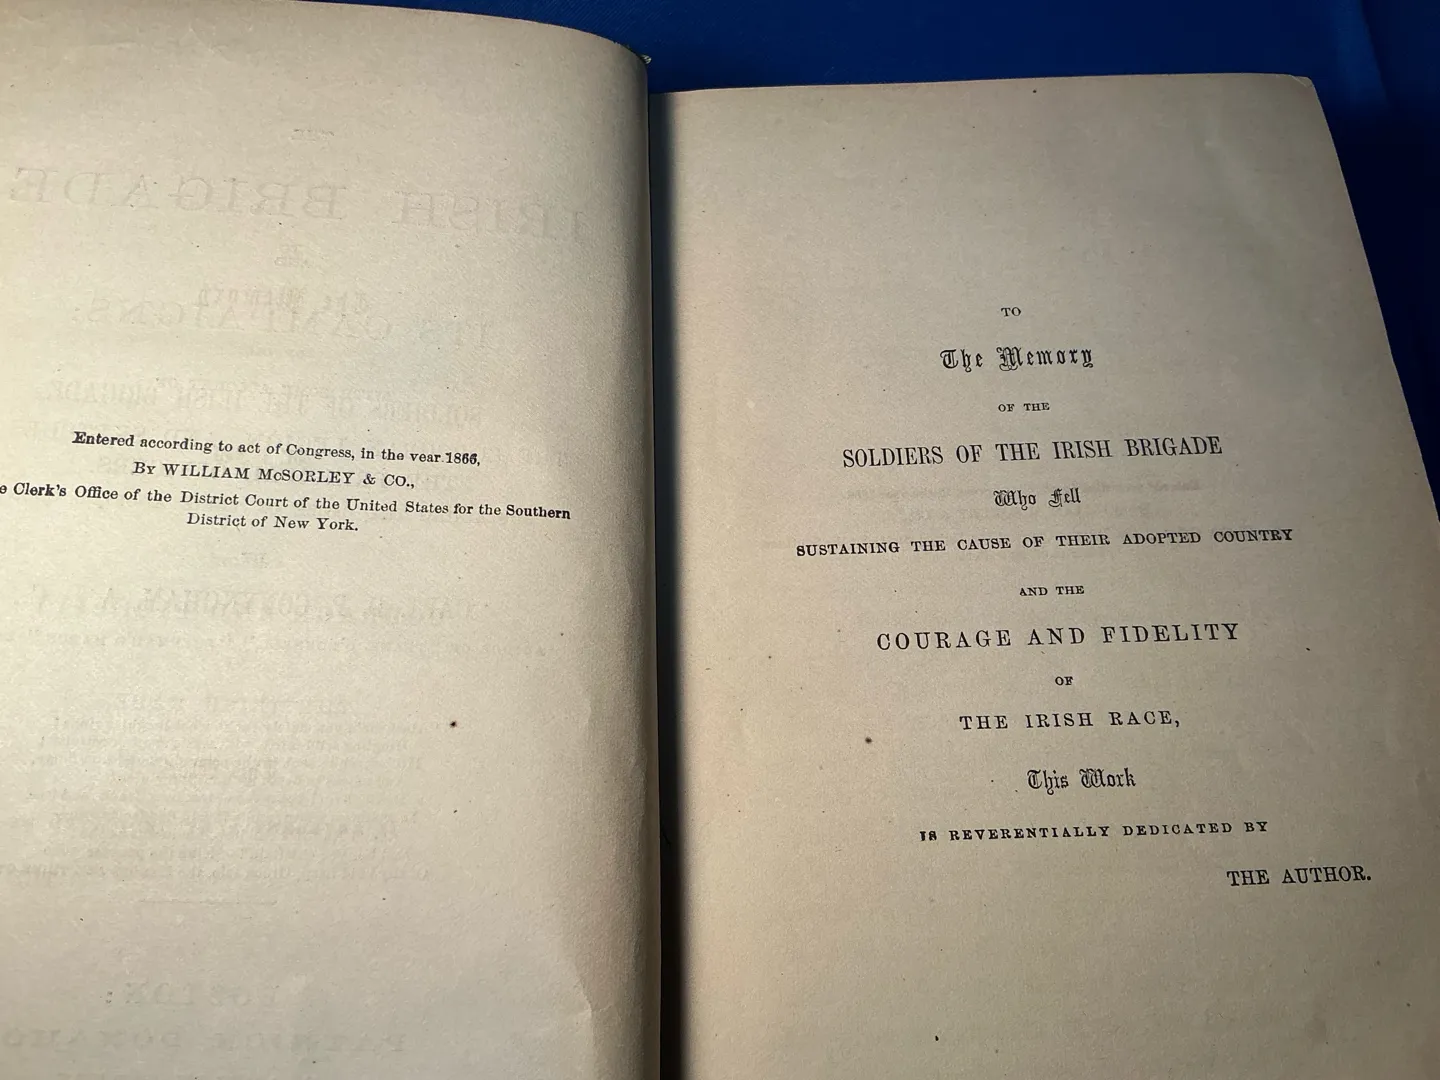 Entered according to act of Congress, in the year 1866,
By WILLIAM McSORLEY & CO.,
e Clerk's Office of the District Court of the United States for the Southern
District of New York.
TO
The Memory
OF THE
SOLDIERS OF THE IRISH BRIGADE
Who Fell
SUSTAINING THE CAUSE OF THEIR ADOPTED COUNTRY
AND THE
COURAGE AND FIDELITY
OF
THE IRISH RACE,
This Work
IS REVERENTIALLY DEDICATED BY
THE AUTHOR.